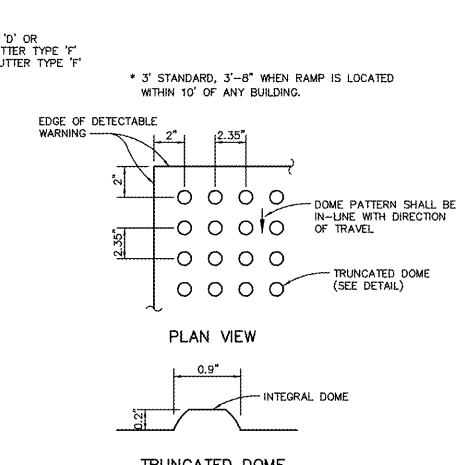 'D' OR
TTER TYPE 'F'
UTTER TYPE 'F'
* 3' STANDARD, 3'-8" WHEN RAMP IS LOCATED
WITHIN 10' OF ANY BUILDING.
EDGE OF DETECTABLE
WARNING
2"
2.35"
2"
DOME PATTERN SHALL BE
IN-LINE WITH DIRECTION
OF TRAVEL
2.35"
TRUNCATED DOME
(SEE DETAIL)
PLAN VIEW
0.9"
INTEGRAL DOME
0.2"
TRUNCATED DOME